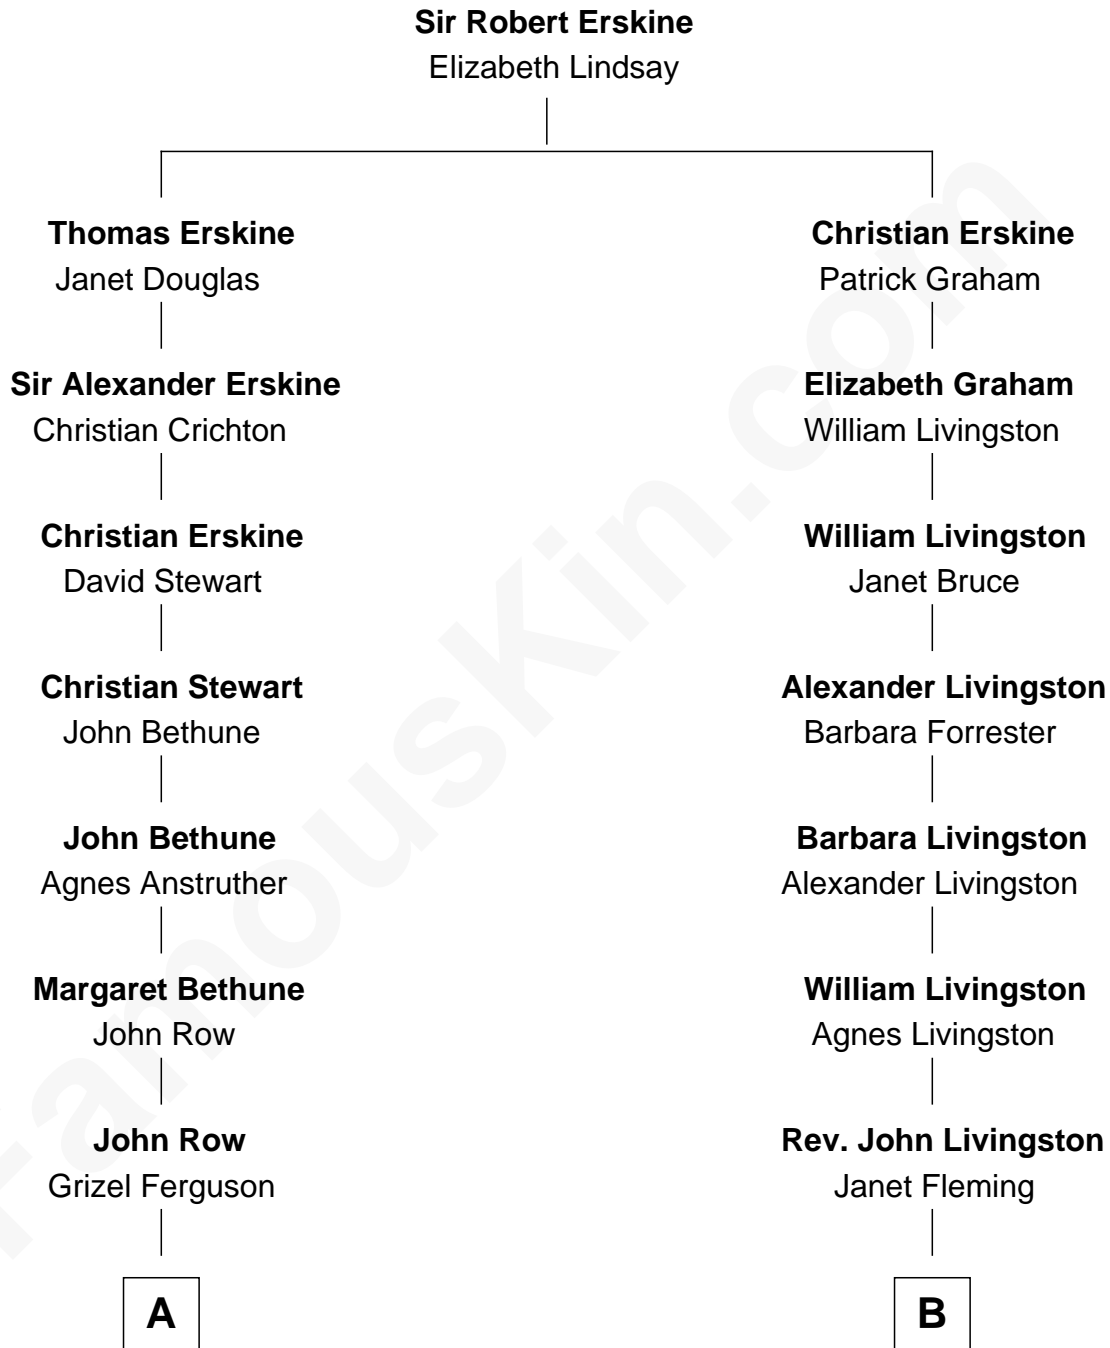 Sir Robert Erskine
Elizabeth Lindsay
Thomas Erskine
Janet Douglas
Christian Erskine
Patrick Graham
Sir Alexander Erskine
Christian Crichton
Elizabeth Graham
William Livingston
Christian Erskine
David Stewart
William Livingston
Janet Bruce
Christian Stewart
John Bethune
Alexander Livingston
Barbara Forrester
John Bethune
Agnes Anstruther
Barbara Livingston
Alexander Livingston
Margaret Bethune
John Row
William Livingston
Agnes Livingston
John Row
Grizel Ferguson
Rev. John Livingston
Janet Fleming
A
B
FamousKin.com